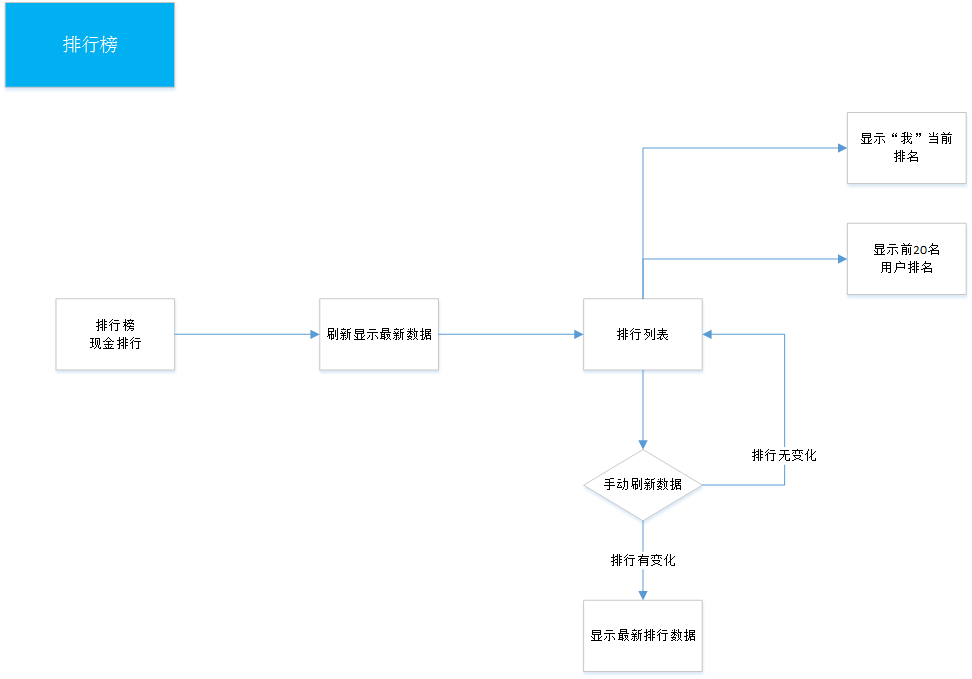 排行榜
显示“我”当前
排名
显示前20名
用户排名
排行榜
现金排行
刷新显示最新数据
排行列表
排行无变化
手动刷新数据
排行有变化
显示最新排行数据